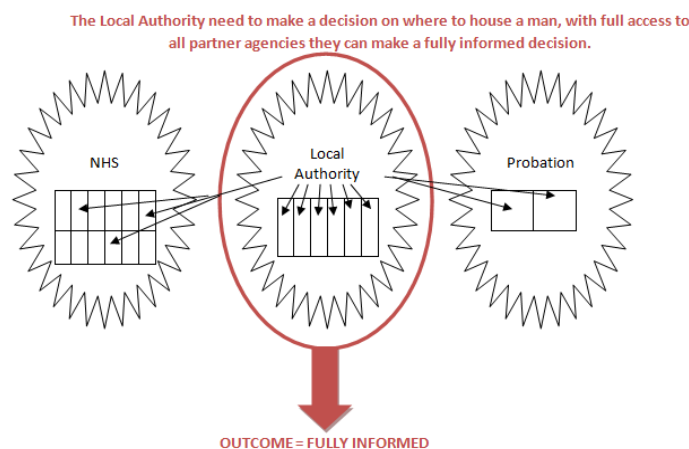 The Local Authority need to make a decision on where to house a man, with full access to
all partner agencies they can make a fully informed decision.
NHS
Local
Authority
Probation
OUTCOME = FULLY INFORMED